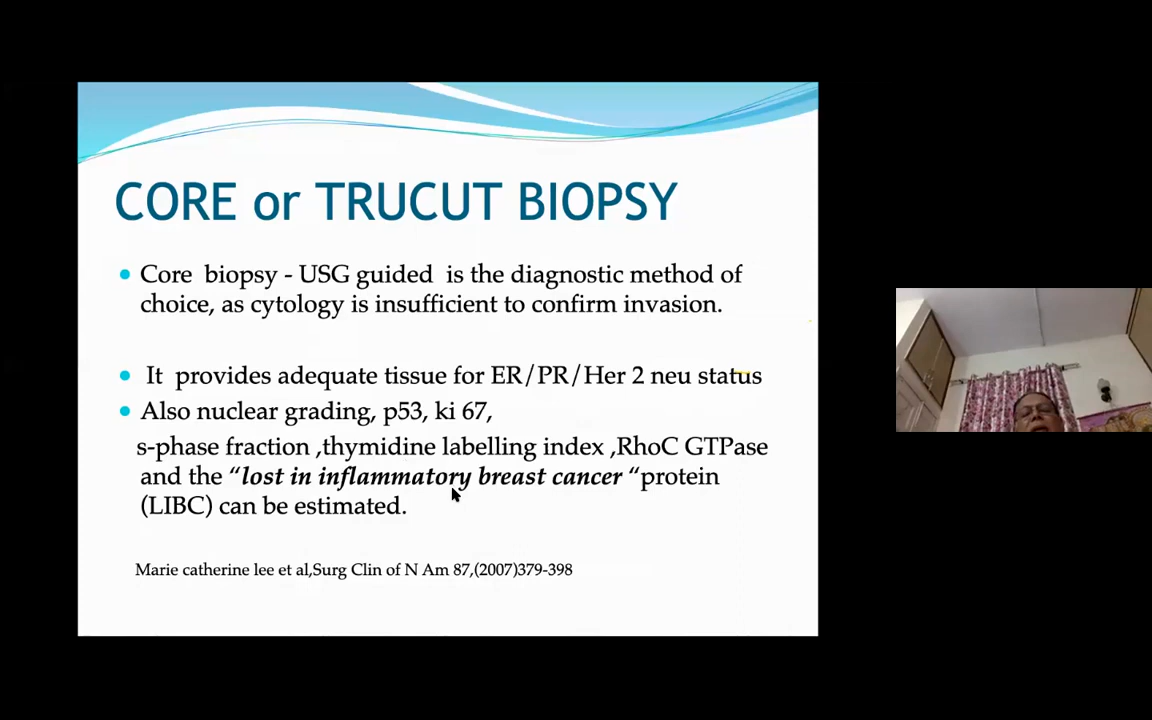 CORE or TRUCUT BIOPSY
Core biopsy - USG guided is the diagnostic method of
choice, as cytology is insufficient to confirm invasion.
It provides adequate tissue for ER/PR/Her 2 neu status
Also nuclear grading, p53, ki 67,
s-phase fraction ,thymidine labelling index ,RhoC GTPase
and the “lost in inflammatory breast cancer “protein
(LIBC) can be estimated.
Marie catherine lee et al,Surg Clin of N Am 87,(2007)379-398